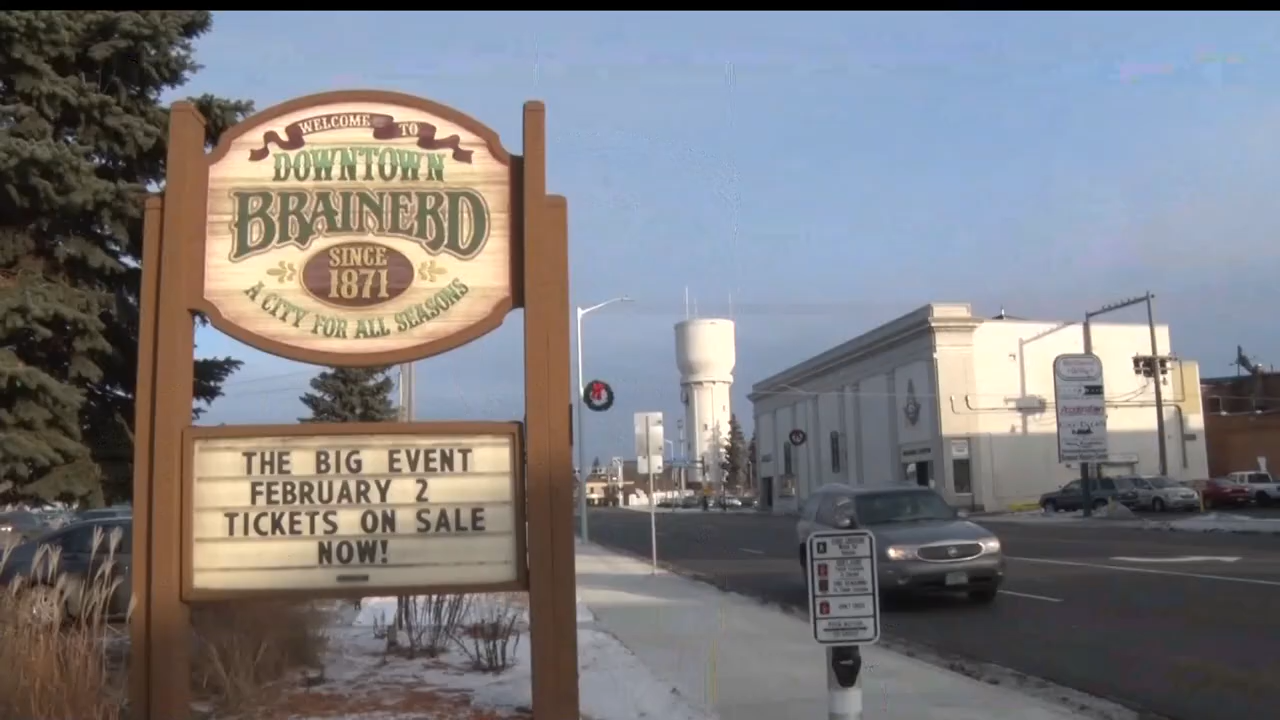 WELCOME TO
DOWNTOWN
BRAINERD
SINCE
1871
A CITY FOR ALL SEASONS
THE BIG EVENT
FEBRUARY 2
TICKETS ON SALE
NOW!